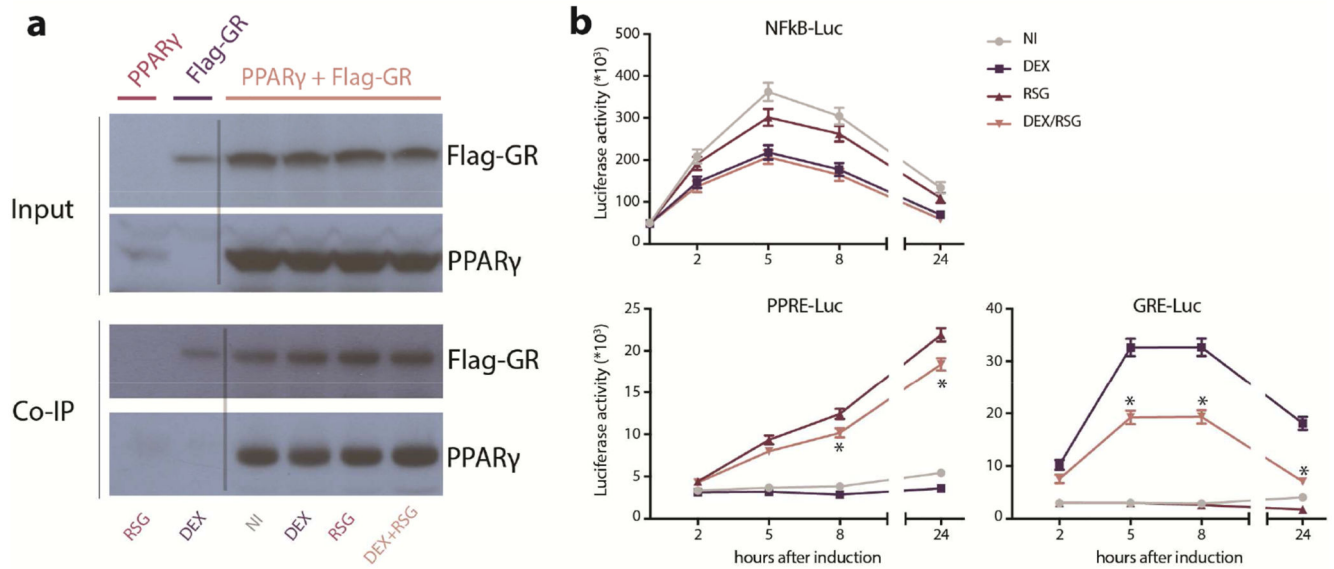 a
PPARγ
Flag-GR
PPARγ + Flag-GR
Input
Flag-GR
PPARγ
Co-IP
Flag-GR
PPARγ
RSG
DEX
NI
DEX
RSG
DEX+RSG
b
NFkB-Luc
Luciferase activity (*10³)
500
400
300
200
100
0
2
5
8
24
NI
DEX
RSG
DEX/RSG
PPRE-Luc
Luciferase activity (*10³)
25
20
15
10
5
0
*
*
2
5
8
24
hours after induction
GRE-Luc
40
30
20
10
0
*
*
*
2
5
8
24
hours after induction